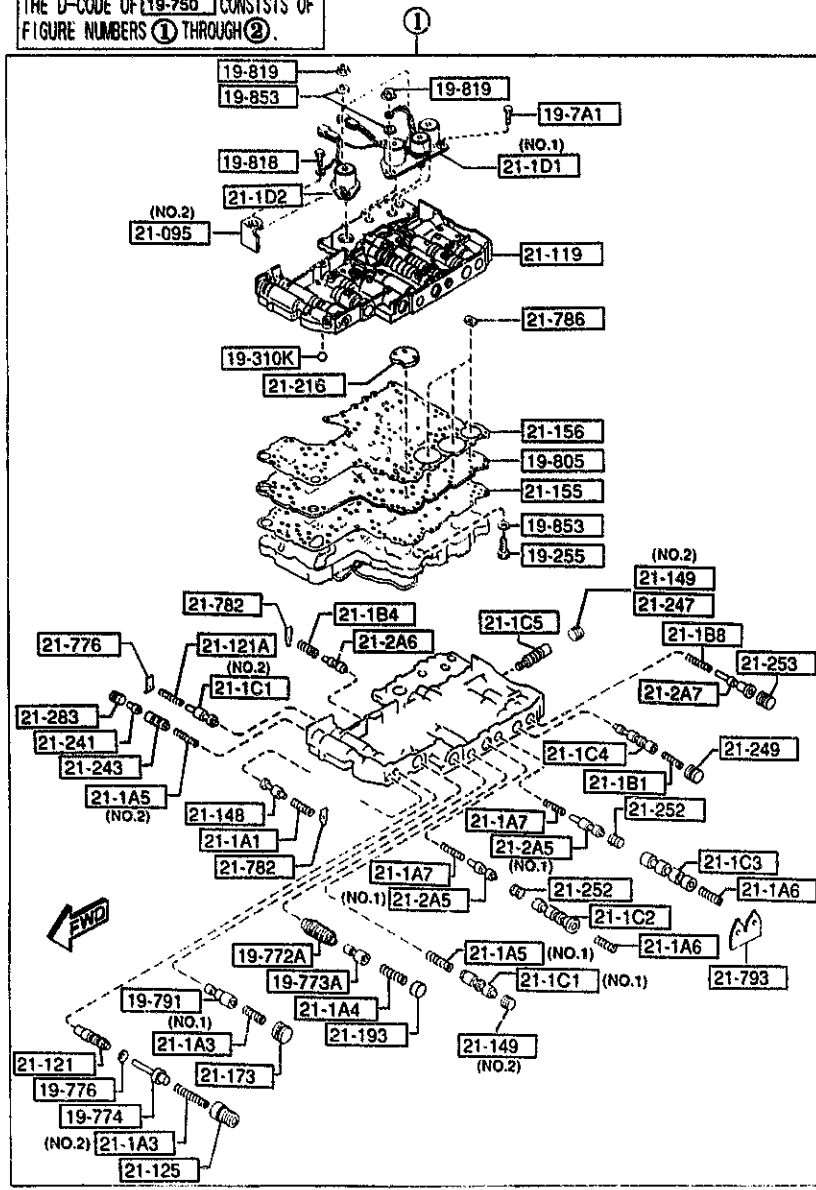 THE D-CODE OF 19-750 CONSISTS OF
FIGURE NUMBERS ① THROUGH ②.
①
19-819
19-853
19-819
19-7A1
(NO.1)
21-1D1
19-818
21-1D2
(NO.2)
21-095
21-119
21-786
19-310K
21-216
21-156
19-805
21-155
19-853
19-255
(NO.2)
21-149
21-247
21-782
21-1B4
21-2A6
21-1C5
21-1B8
21-253
21-2A7
21-776
21-121A
(NO.2)
21-1C1
21-283
21-241
21-243
21-1A5
(NO.2)
21-1C4
21-249
21-1B1
21-148
21-1A1
21-782
21-1A7
21-252
21-2A5
(NO.1)
21-1C3
21-1A6
21-1A7
(NO.1) 21-2A5
21-252
21-1C2
21-1A6
21-793
FWD
19-772A
19-773A
21-1A4
21-193
21-1A5 (NO.1)
21-1C1 (NO.1)
21-149
(NO.2)
19-791
(NO.1)
21-1A3
21-173
21-121
19-776
19-774
(NO.2) 21-1A3
21-125